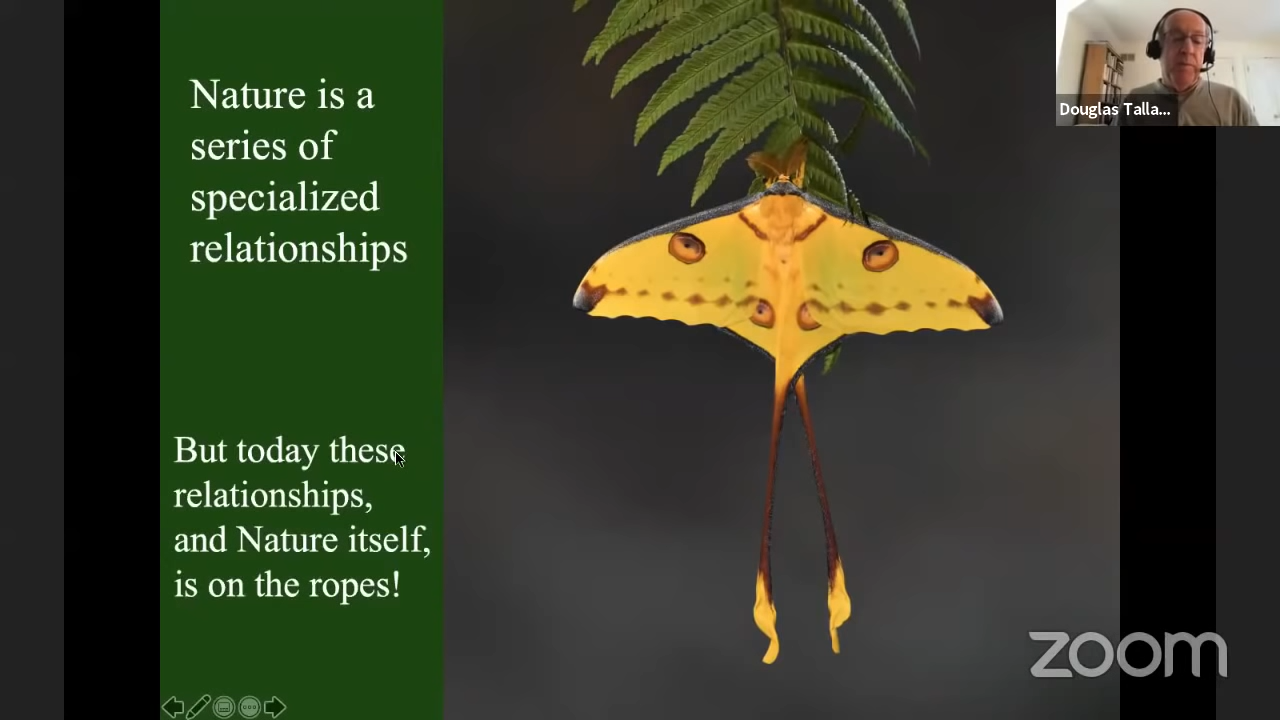 Nature is a
series of
specialized
relationships
But today these
relationships,
and Nature itself,
is on the ropes!
Douglas Talla...
zoom